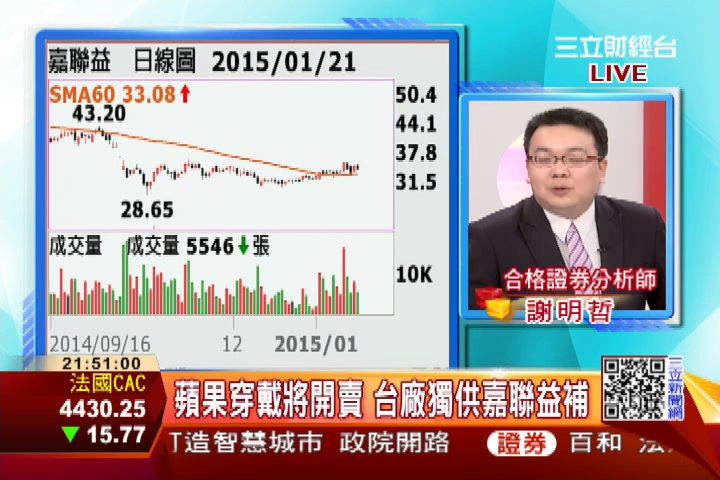 嘉聯益 日線圖 2015/01/21
SMA60 33.08
43.20
28.65
50.4
44.1
37.8
31.5
成交量 成交量 5546 張
10K
2014/09/16 12 2015/01
三立財經台
LIVE
合格證券分析師
謝明哲
21:51:00
法國CAC
4430.25
15.77
蘋果穿戴將開賣 台廠獨供嘉聯益補
三立新聞
打造智慧城市 政院開路 證券 百和